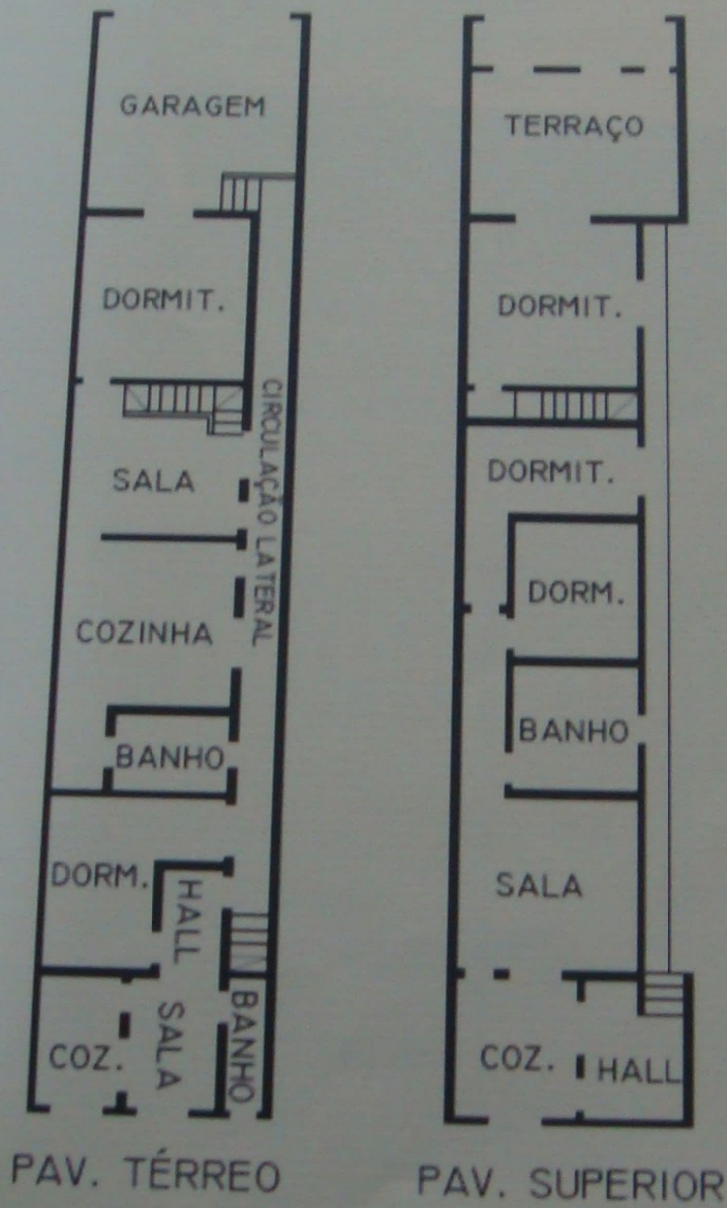 GARAGEM
DORMIT.
CIRCULAÇÃO LATERAL
SALA
COZINHA
BANHO
DORM.
HALL
COZ.
SALA
BANHO
PAV. TÉRREO
TERRAÇO
DORMIT.
DORMIT.
DORM.
BANHO
SALA
COZ.
HALL
PAV. SUPERIOR